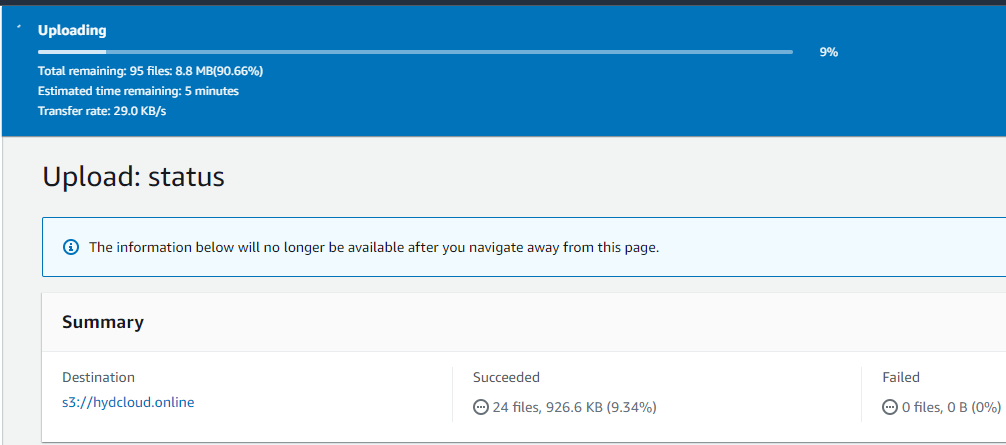 Uploading
9%
Total remaining: 95 files: 8.8 MB(90.66%)
Estimated time remaining: 5 minutes
Transfer rate: 29.0 KB/s
Upload: status
The information below will no longer be available after you navigate away from this page.
Summary
Destination
s3://hydcloud.online
Succeeded
24 files, 926.6 KB (9.34%)
Failed
0 files, 0 B (0%)